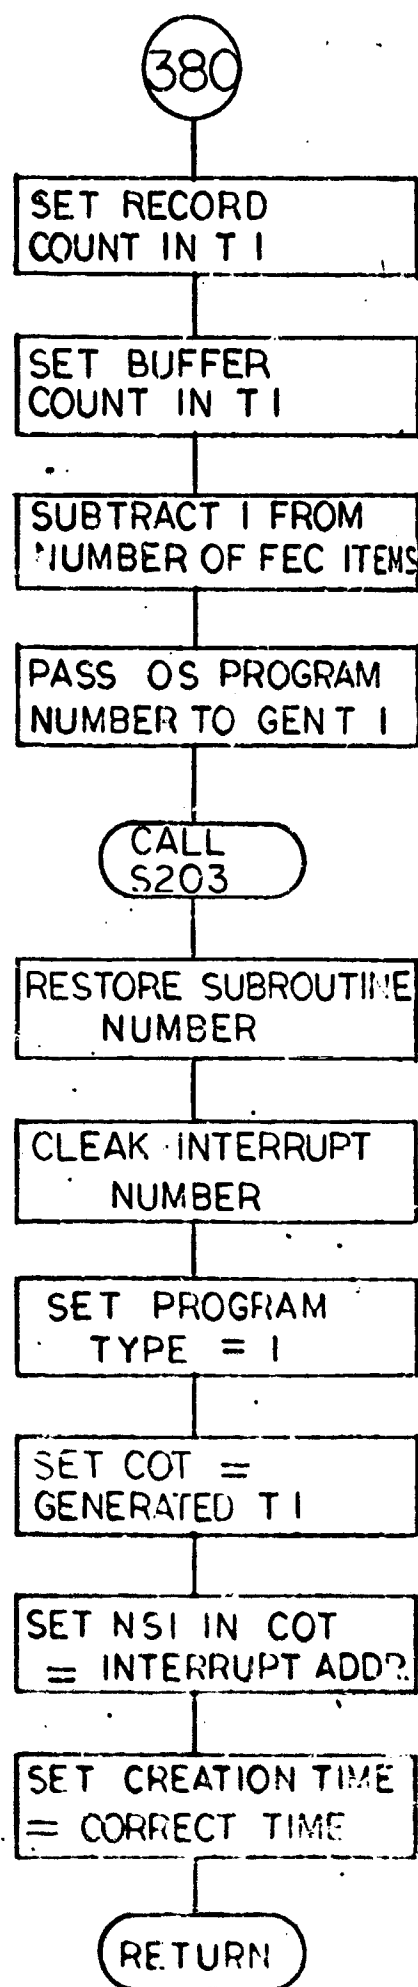 380
SET RECORD
COUNT IN T I
SET BUFFER
COUNT IN T I
SUBTRACT I FROM
NUMBER OF FEC ITEMS
PASS OS PROGRAM
NUMBER TO GEN T I
CALL
S203
RESTORE SUBROUTINE
NUMBER
CLEAK INTERRUPT
NUMBER
SET PROGRAM
TYPE = I
SET COT =
GENERATED T I
SET NSI IN COT
= INTERRUPT ADDR.
SET CREATION TIME
= CORRECT TIME
RETURN